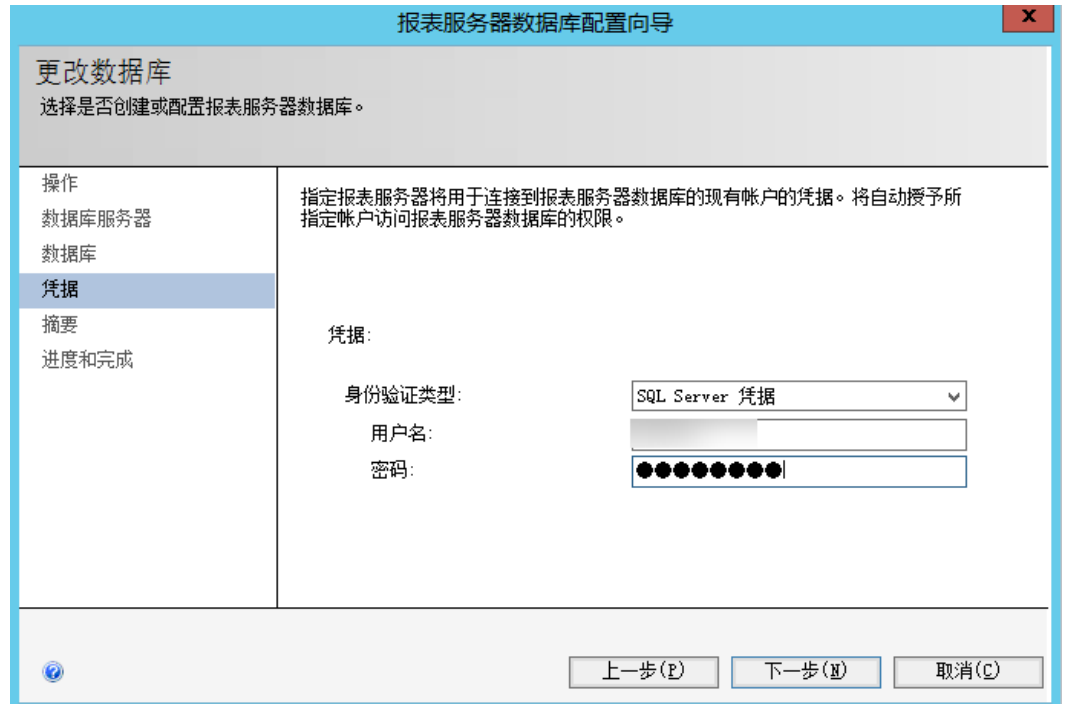 报表服务器数据库配置向导
x
更改数据库
选择是否创建或配置报表服务器数据库。
操作
数据库服务器
数据库
凭据
摘要
进度和完成
指定报表服务器将用于连接到报表服务器数据库的现有帐户的凭据。将自动授予所
指定帐户访问报表服务器数据库的权限。
凭据:
身份验证类型:
SQL Server 凭据
用户名:
密码:
?
上一步(P)
下一步(N)
取消(C)